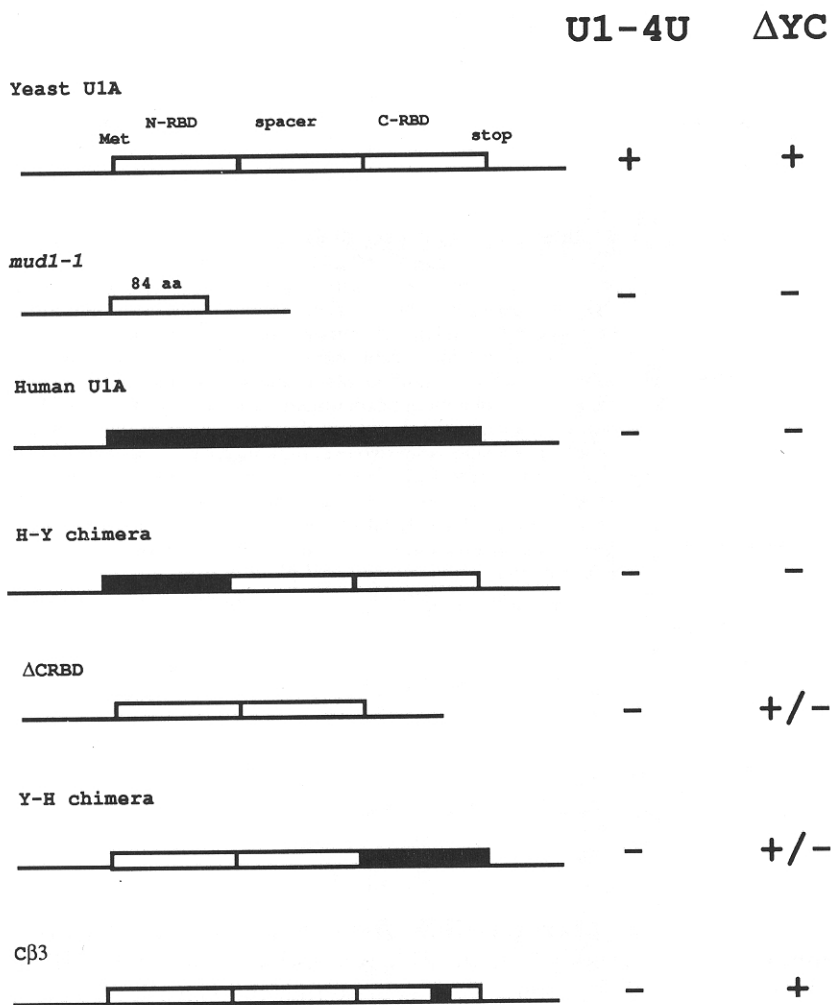 U1-4U ΔYC
Yeast U1A
Met N-RBD spacer C-RBD stop
+ +
mud1-1
84 aa
- -
Human U1A
- -
H-Y chimera
- -
ΔCRBD
- +/-
Y-H chimera
- +/-
Cβ3
- +